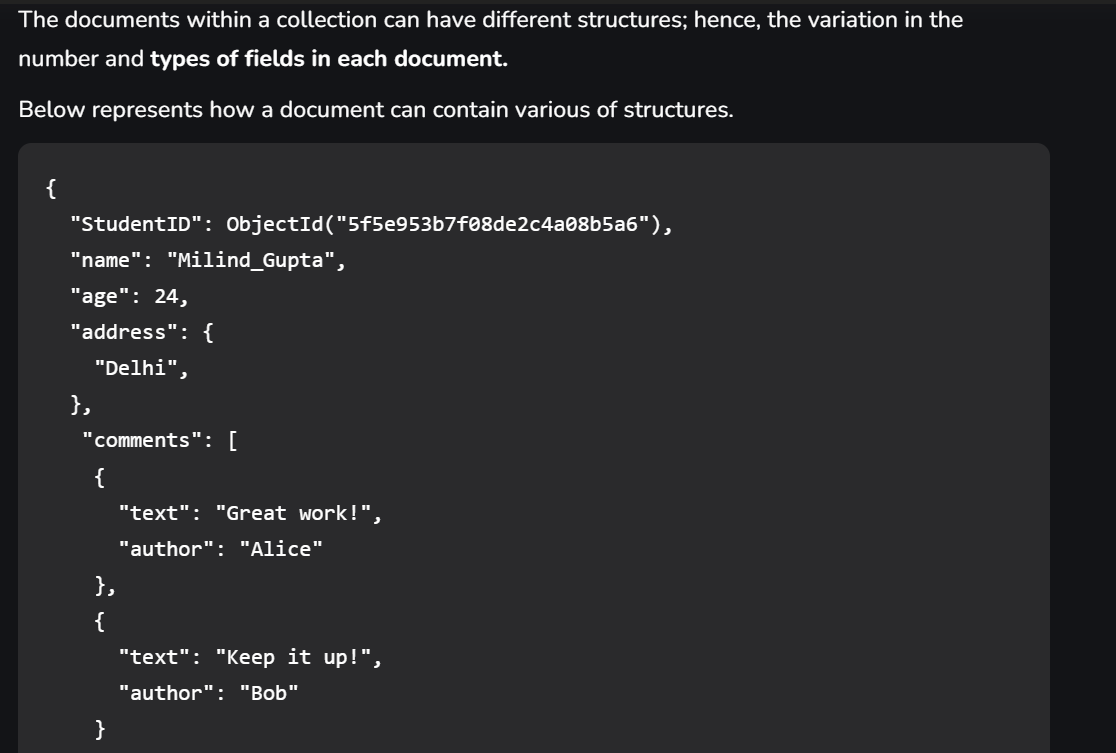 The documents within a collection can have different structures; hence, the variation in the
number and types of fields in each document.
Below represents how a document can contain various of structures.
{
  "StudentID": ObjectId("5f5e953b7f08de2c4a08b5a6"),
  "name": "Milind_Gupta",
  "age": 24,
  "address": {
    "Delhi",
  },
   "comments": [
    {
      "text": "Great work!",
      "author": "Alice"
    },
    {
      "text": "Keep it up!",
      "author": "Bob"
    }